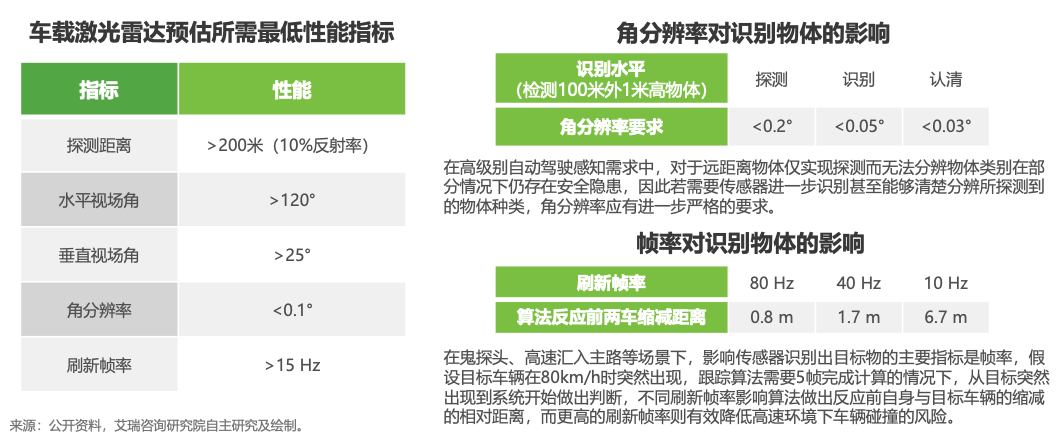 车载激光雷达预估所需最低性能指标
指标 性能
探测距离 >200米（10%反射率）
水平视场角 >120°
垂直视场角 >25°
角分辨率 <0.1°
刷新帧率 >15 Hz
来源：公开资料，艾瑞咨询研究院自主研究及绘制。
角分辨率对识别物体的影响
识别水平
（检测100米外1米高物体） 探测 识别 认清
角分辨率要求 <0.2° <0.05° <0.03°
在高级别自动驾驶感知需求中，对于远距离物体仅实现探测而无法分辨物体类别在部
分情况下仍存在安全隐患，因此若需要传感器进一步识别甚至能够清楚分辨所探测到
的物体种类，角分辨率应有进一步严格的要求。
帧率对识别物体的影响
刷新帧率 80 Hz 40 Hz 10 Hz
算法反应前两车缩减距离 0.8 m 1.7 m 6.7 m
在鬼探头、高速汇入主路等场景下，影响传感器识别出目标物的主要指标是帧率，假
设目标车辆在80km/h时突然出现，跟踪算法需要5帧完成计算的情况下，从目标突然
出现到系统开始做出判断，不同刷新帧率影响算法做出反应前自身与目标车辆的缩减
的相对距离，而更高的刷新帧率则有效降低高速环境下车辆碰撞的风险。